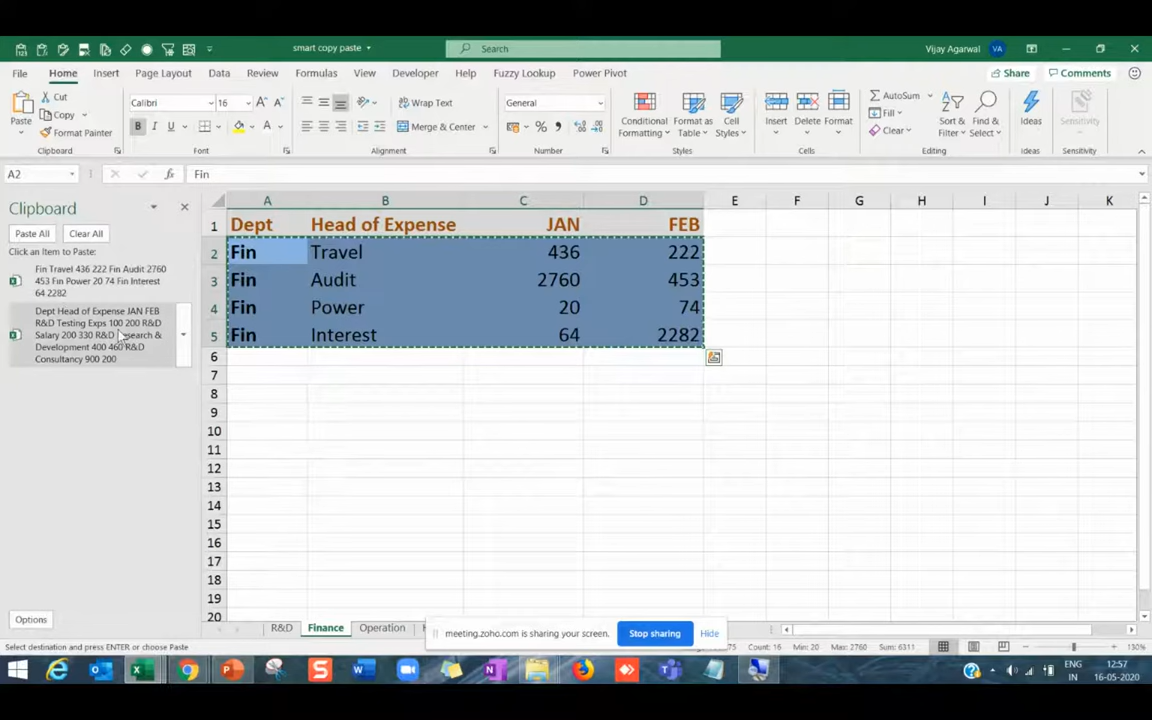 smart copy paste
Search
Vijay Agarwal
VA
File Home Insert Page Layout Data Review Formulas View Developer Help Fuzzy Lookup Power Pivot Share Comments
Paste
Cut
Copy
Format Painter
Clipboard
Calibri 16
B I U
Font
Wrap Text
Merge & Center
Alignment
General
%
Number
Conditional Formatting
Format as Table
Cell Styles
Styles
Insert Delete Format
Cells
AutoSum
Fill
Clear
Sort & Filter
Find & Select
Editing
Ideas
Ideas
Sensitivity
Sensitivity
A2 fx Fin
Clipboard
Paste All Clear All
Click an Item to Paste:
Fin Travel 436 222 Fin Audit 2760
453 Fin Power 20 74 Fin Interest
64 2282
Dept Head of Expense JAN FEB
R&D Testing Exps 100 200 R&D
Salary 200 330 R&D Research &
Development 400 460 R&D
Consultancy 900 200
Options
A B C D E F G H I J K
1 Dept Head of Expense JAN FEB
2 Fin Travel 436 222
3 Fin Audit 2760 453
4 Fin Power 20 74
5 Fin Interest 64 2282
6
7
8
9
10
11
12
13
14
15
16
17
18
19
20
R&D Finance Operation
meeting.zoho.com is sharing your screen. Stop sharing Hide
Select destination and press ENTER or choose Paste
Count: 16 Min: 20 Max: 2760 Sum: 6311 130%
ENG
IN
12:57
16-05-2020